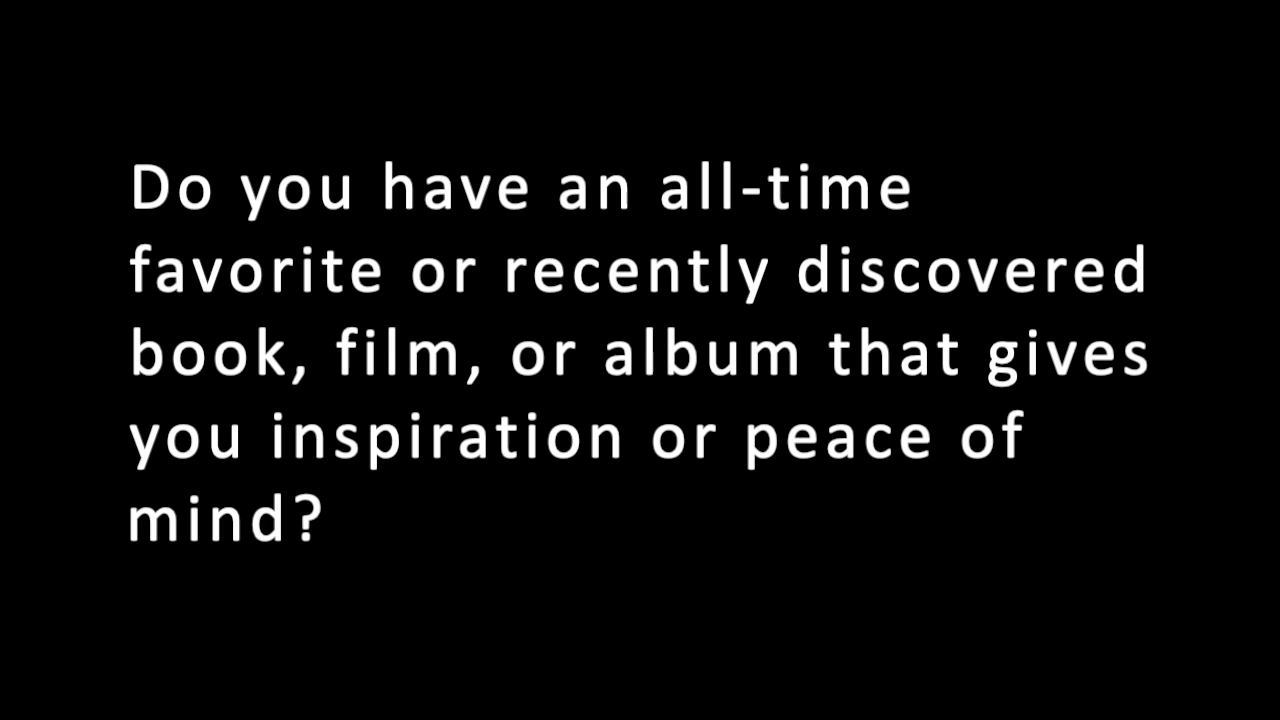 Do you have an all-time
favorite or recently discovered
book, film, or album that gives
you inspiration or peace of
mind?